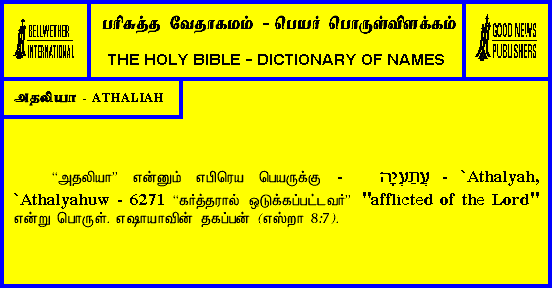 BELLWETHER
INTERNATIONAL
பரிசுத்த வேதாகமம் - பெயர் பொருள்விளக்கம்
THE HOLY BIBLE - DICTIONARY OF NAMES
GOOD NEWS
PUBLISHERS
அதலியா - ATHALIAH
“அதலியா” என்னும் எபிரெய பெயருக்கு - עֲתַעְיָה - `Athalyah,
`Athalyahuw - 6271 “கர்த்தரால் ஒடுக்கப்பட்டவர்” "afflicted of the Lord"
என்று பொருள். எஷாயாவின் தகப்பன் (எஸ்றா 8:7).